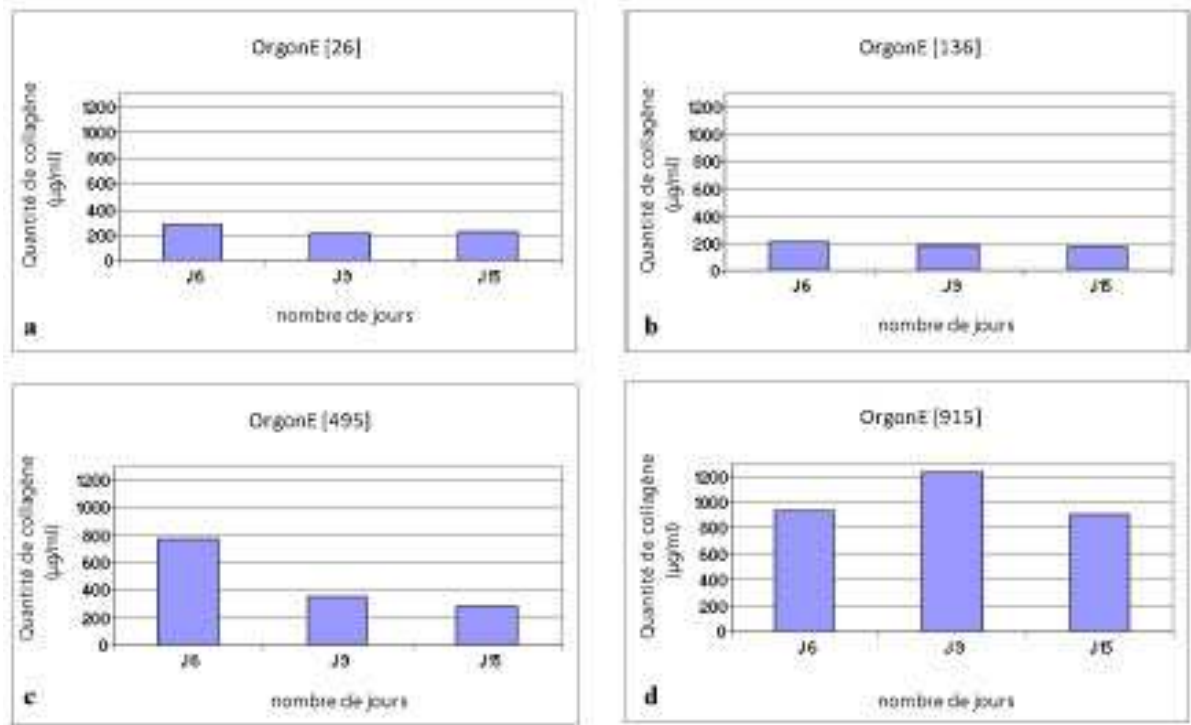 OrgonE [26]
Quantité de collagène
(µg/ml)
1200
1000
800
600
400
200
0
J6
J9
J15
nombre de jours
a
OrgonE [136]
Quantité de collagène
(µg/ml)
1200
1000
800
600
400
200
0
J6
J9
J15
nombre de jours
b
OrgonE [495]
Quantité de collagène
(µg/ml)
1200
1000
800
600
400
200
0
J6
J9
J15
nombre de jours
c
OrgonE [915]
Quantité de collagène
(µg/ml)
1200
1000
800
600
400
200
0
J6
J9
J15
nombre de jours
d